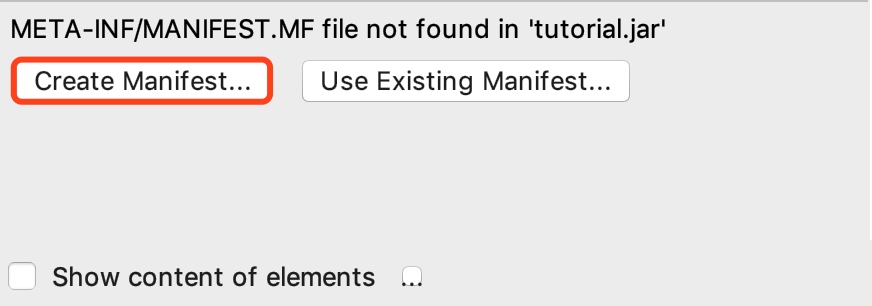 META-INF/MANIFEST.MF file not found in 'tutorial.jar'
Create Manifest... Use Existing Manifest...
Show content of elements ...